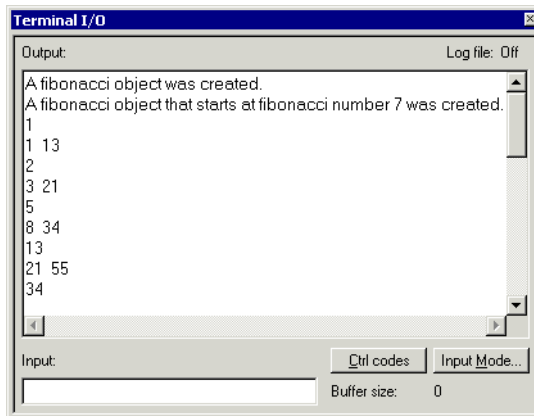 Terminal I/O
Output: Log file: Off
A fibonacci object was created.
A fibonacci object that starts at fibonacci number 7 was created.
1
1 13
2
3 21
5
8 34
13
21 55
34
Input: Ctrl codes Input Mode...
Buffer size: 0